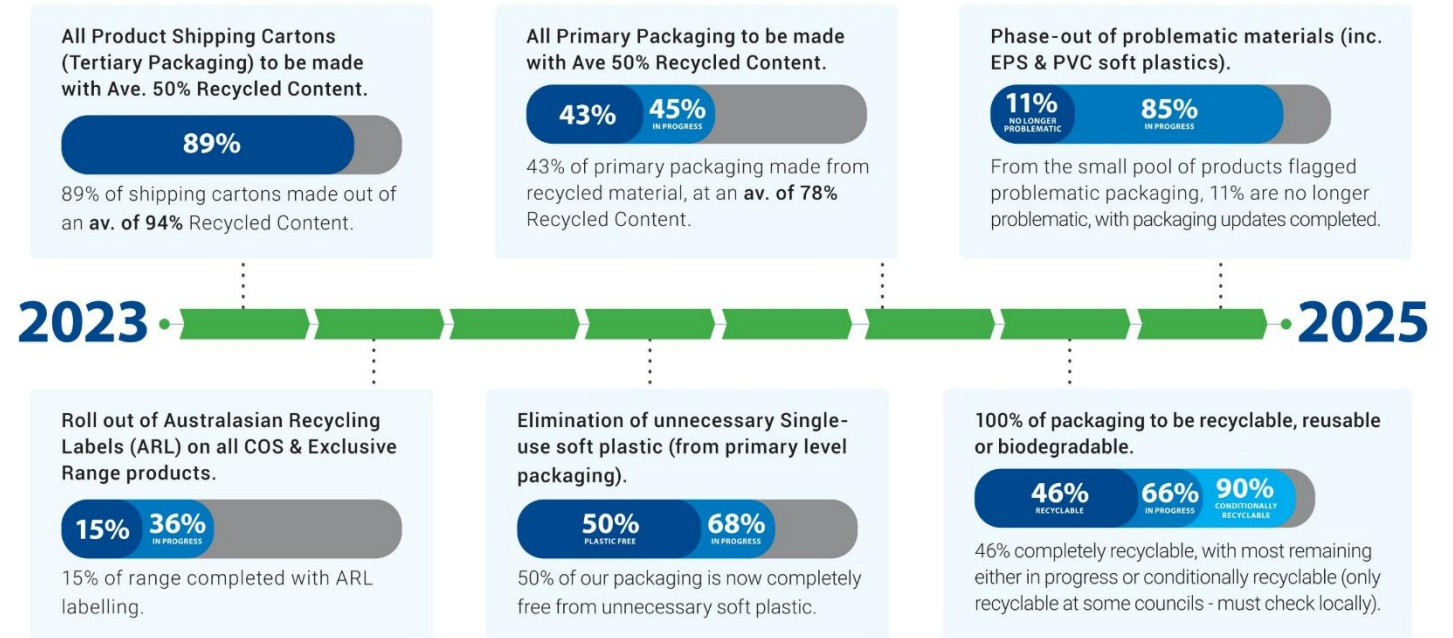 All Product Shipping Cartons
(Tertiary Packaging) to be made
with Ave. 50% Recycled Content.
89%
89% of shipping cartons made out of
an av. of 94% Recycled Content.
All Primary Packaging to be made
with Ave 50% Recycled Content.
43%
45%
IN PROGRESS
43% of primary packaging made from
recycled material, at an av. of 78%
Recycled Content.
Phase-out of problematic materials (inc.
EPS & PVC soft plastics).
11%
NO LONGER
PROBLEMATIC
85%
IN PROGRESS
From the small pool of products flagged
problematic packaging, 11% are no longer
problematic, with packaging updates completed.
2023
2025
Roll out of Australasian Recycling
Labels (ARL) on all COS & Exclusive
Range products.
15%
36%
IN PROGRESS
15% of range completed with ARL
labelling.
Elimination of unnecessary Single-
use soft plastic (from primary level
packaging).
50%
PLASTIC FREE
68%
IN PROGRESS
50% of our packaging is now completely
free from unnecessary soft plastic.
100% of packaging to be recyclable, reusable
or biodegradable.
46%
RECYCLABLE
66%
IN PROGRESS
90%
CONDITIONALLY
RECYCLABLE
46% completely recyclable, with most remaining
either in progress or conditionally recyclable (only
recyclable at some councils - must check locally).